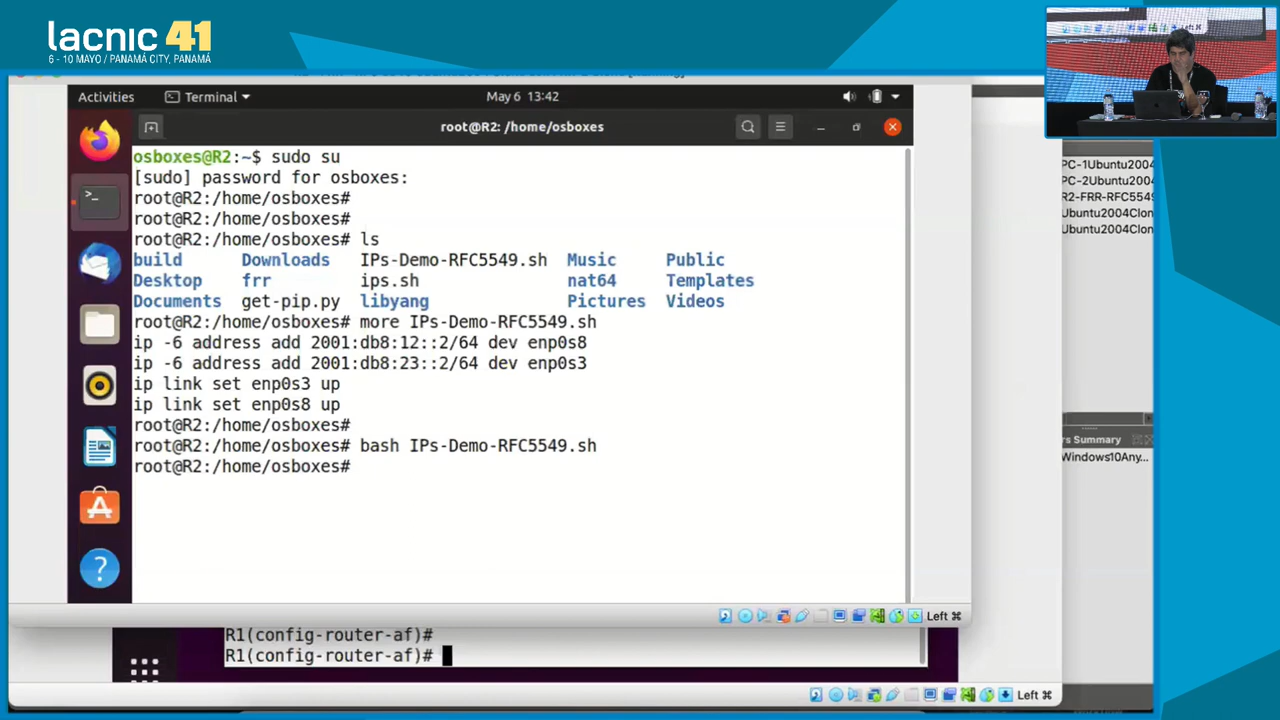 lacnic 41
6 - 10 MAYO / PANAMÁ CITY, PANAMÁ
Activities
Terminal
May 6 13:42
root@R2: /home/osboxes
osboxes@R2:~$ sudo su
[sudo] password for osboxes:
root@R2:/home/osboxes#
root@R2:/home/osboxes#
root@R2:/home/osboxes# ls
build Downloads IPs-Demo-RFC5549.sh Music Public
Desktop frr ips.sh nat64 Templates
Documents get-pip.py libyang Pictures Videos
root@R2:/home/osboxes# more IPs-Demo-RFC5549.sh
ip -6 address add 2001:db8:12::2/64 dev enp0s8
ip -6 address add 2001:db8:23::2/64 dev enp0s3
ip link set enp0s3 up
ip link set enp0s8 up
root@R2:/home/osboxes#
root@R2:/home/osboxes# bash IPs-Demo-RFC5549.sh
root@R2:/home/osboxes#
Left ⌘
R1(config-router-af)#
R1(config-router-af)#
Left ⌘
PC-1Ubuntu2004
PC-2Ubuntu2004
R2-FRR-RFC5549
Ubuntu2004Clon
Ubuntu2004Clon
rs Summary
Windows10Any...